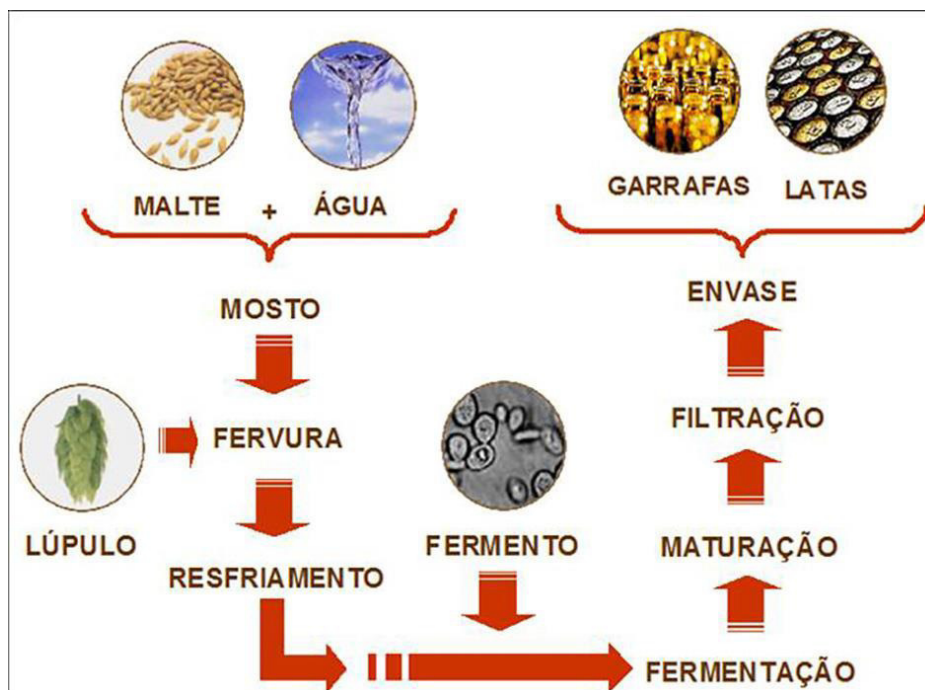 MALTE + ÁGUA
GARRAFAS LATAS
MOSTO
ENVASE
FERVURA
FILTRAÇÃO
LÚPULO
FERMENTO
MATURAÇÃO
RESFRIAMENTO
FERMENTAÇÃO